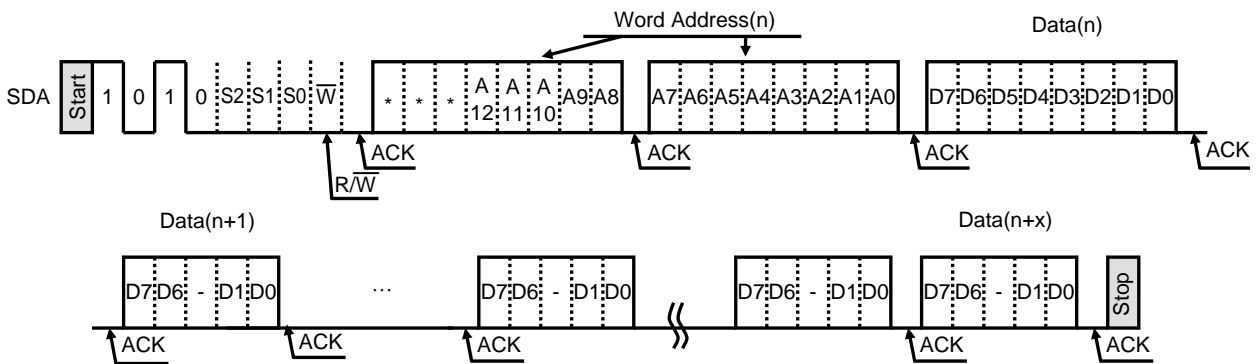 Word Address(n) Data(n)
SDA Start 1 0 1 0 S2 S1 S0 W * * * A12 A11 A10 A9 A8 A7 A6 A5 A4 A3 A2 A1 A0 D7 D6 D5 D4 D3 D2 D1 D0
ACK ACK ACK ACK
R/W
Data(n+1) Data(n+x)
D7 D6 - D1 D0 ... D7 D6 - D1 D0 D7 D6 - D1 D0 D7 D6 - D1 D0 Stop
ACK ACK ACK ACK ACK